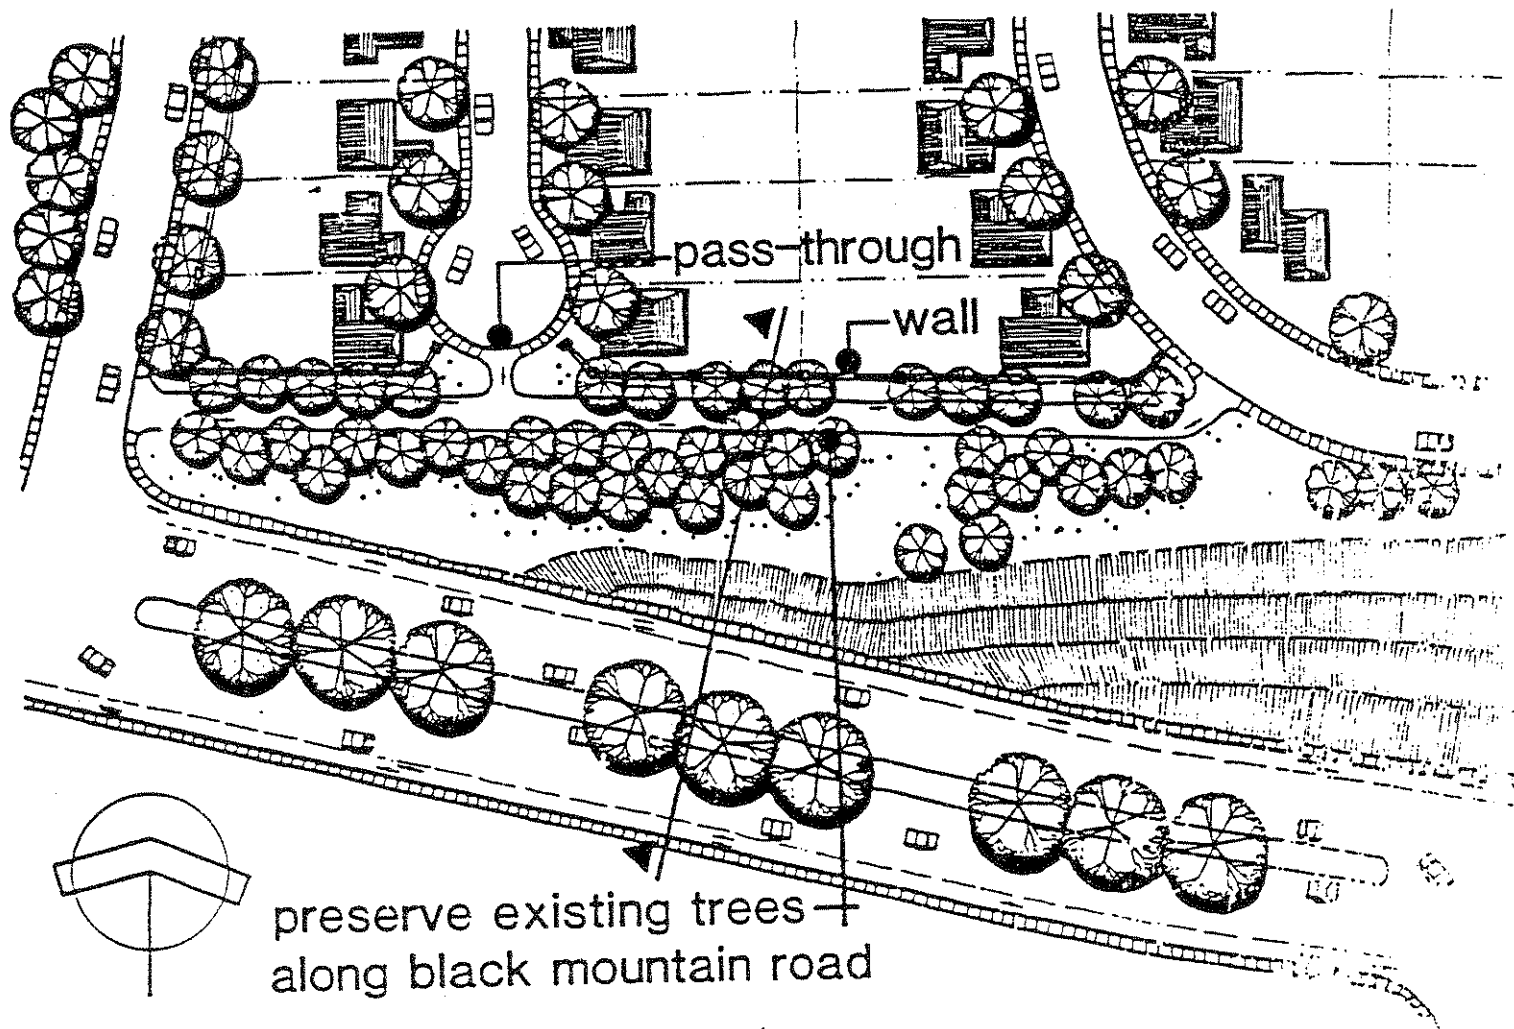 pass-through
wall
preserve existing trees
along black mountain road